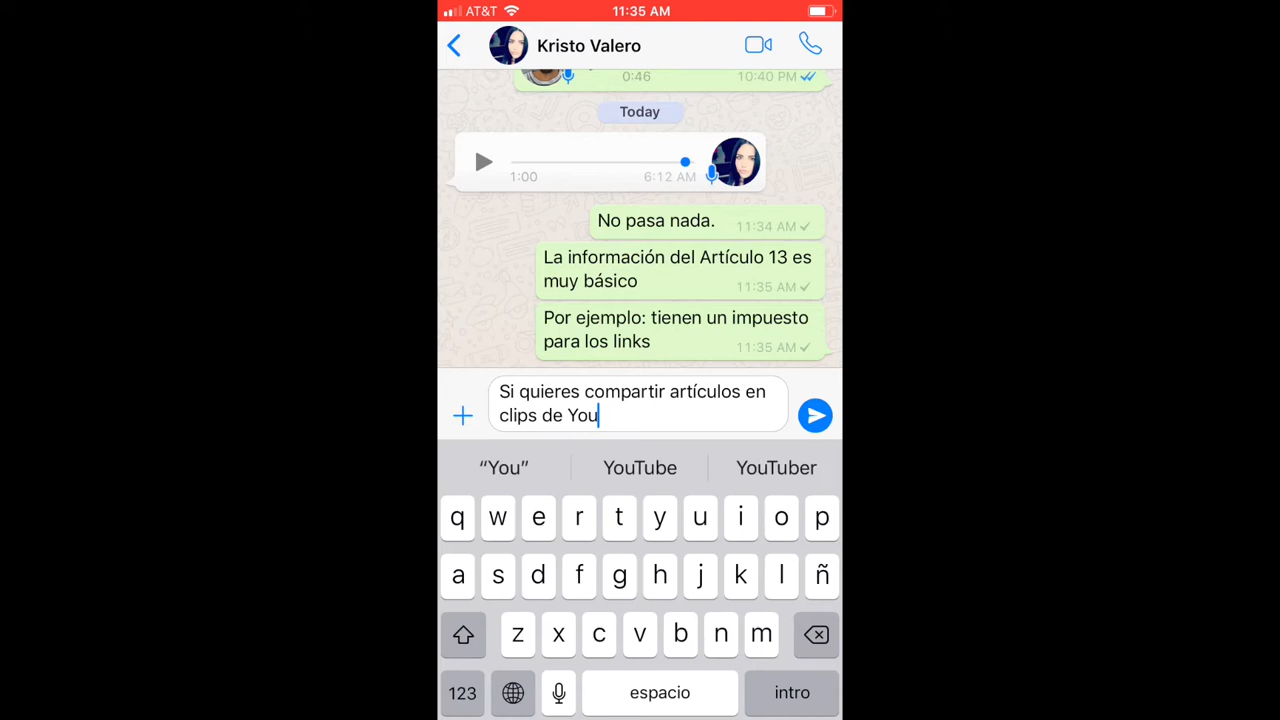 AT&T
11:35 AM
Kristo Valero
0:46
10:40 PM
Today
1:00
6:12 AM
No pasa nada.
11:34 AM
La información del Artículo 13 es
muy básico
11:35 AM
Por ejemplo: tienen un impuesto
para los links
11:35 AM
Si quieres compartir artículos en
clips de You
“You”
YouTube
YouTuber
q w e r t y u i o p
a s d f g h j k l ñ
z x c v b n m
123
espacio
intro